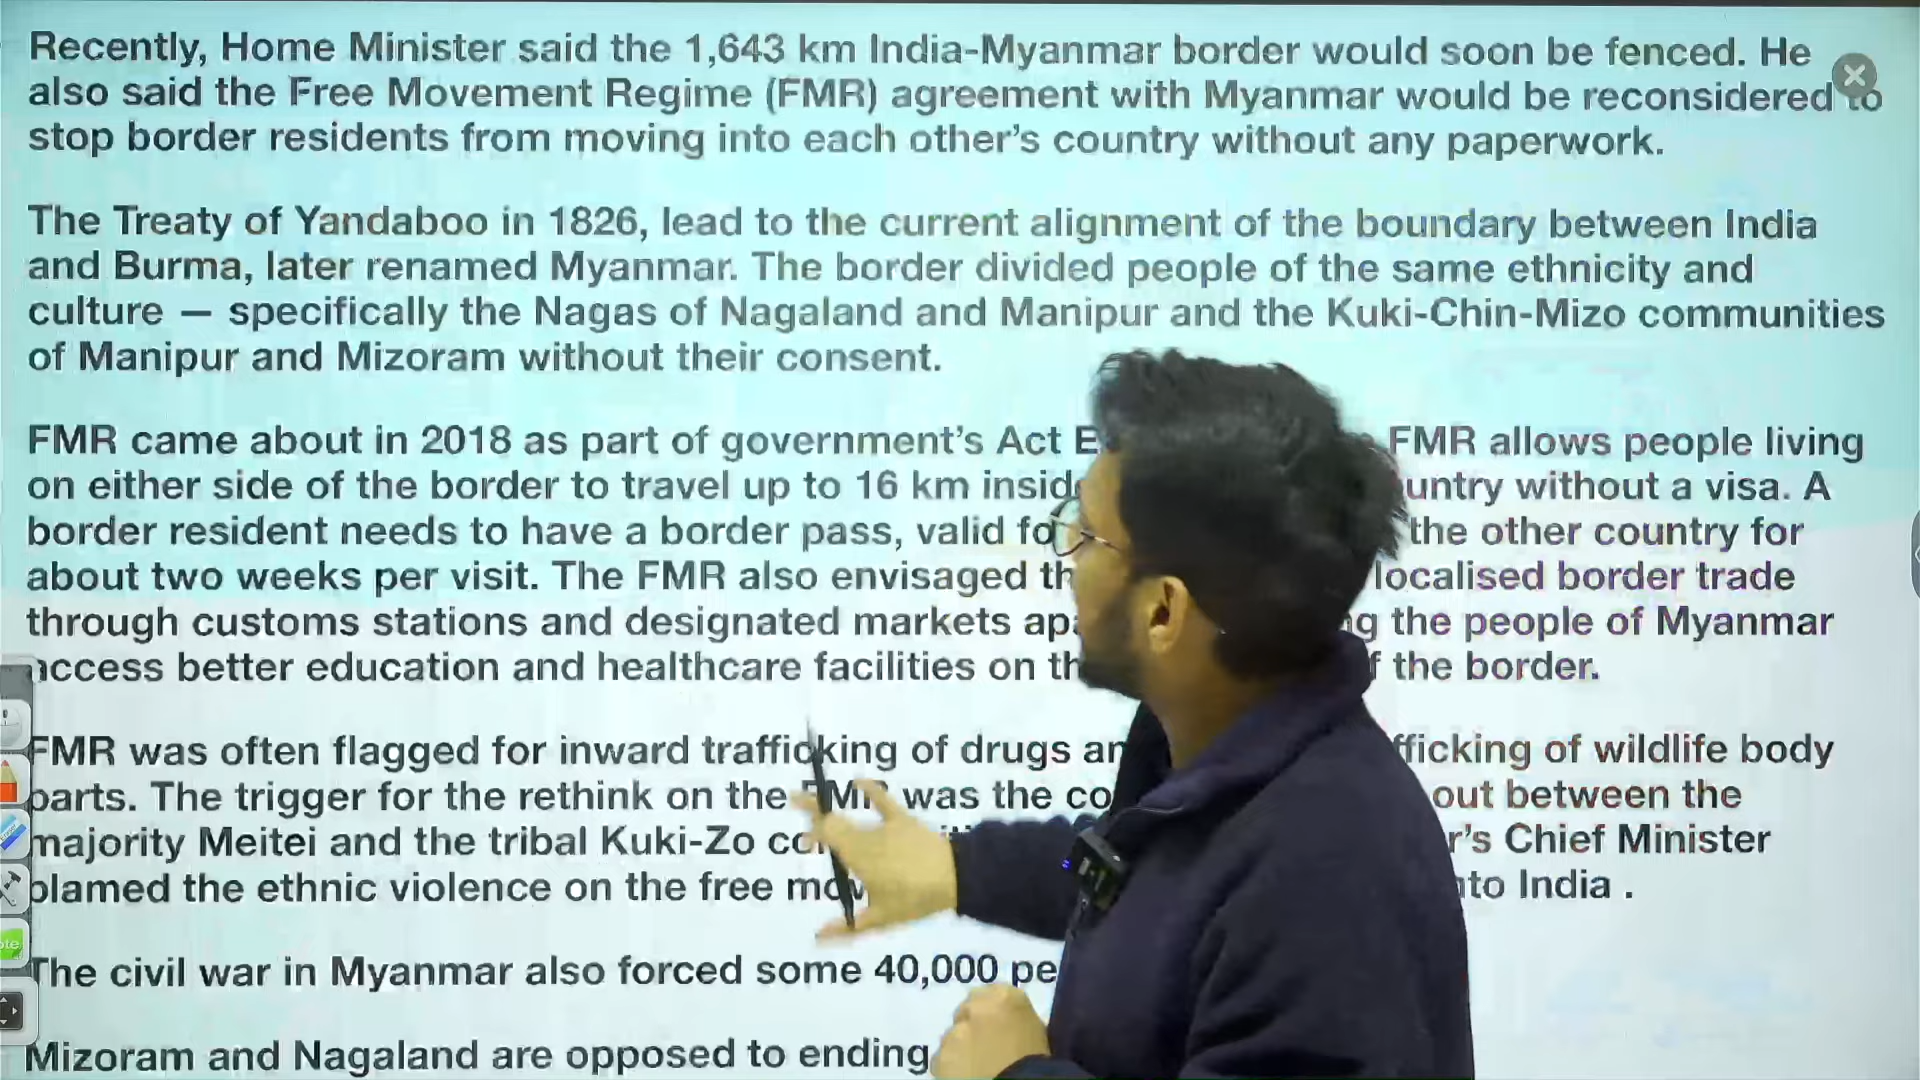 Recently, Home Minister said the 1,643 km India-Myanmar border would soon be fenced. He
also said the Free Movement Regime (FMR) agreement with Myanmar would be reconsidered to
stop border residents from moving into each other's country without any paperwork.
The Treaty of Yandaboo in 1826, lead to the current alignment of the boundary between India
and Burma, later renamed Myanmar. The border divided people of the same ethnicity and
culture — specifically the Nagas of Nagaland and Manipur and the Kuki-Chin-Mizo communities
of Manipur and Mizoram without their consent.
FMR came about in 2018 as part of government's Act FMR allows people living
on either side of the border to travel up to 16 km without a visa. A
border resident needs to have a border pass, valid the other country for
about two weeks per visit. The FMR also envisaged localised border trade
through customs stations and designated markets the people of Myanmar
access better education and healthcare facilities on the border.
FMR was often flagged for inward trafficking of drugs of wildlife body
parts. The trigger for the rethink on the FMR was the out between the
majority Meitei and the tribal Kuki-Zo Chief Minister
blamed the ethnic violence on the free India .
The civil war in Myanmar also forced some 40,000
Mizoram and Nagaland are opposed to ending